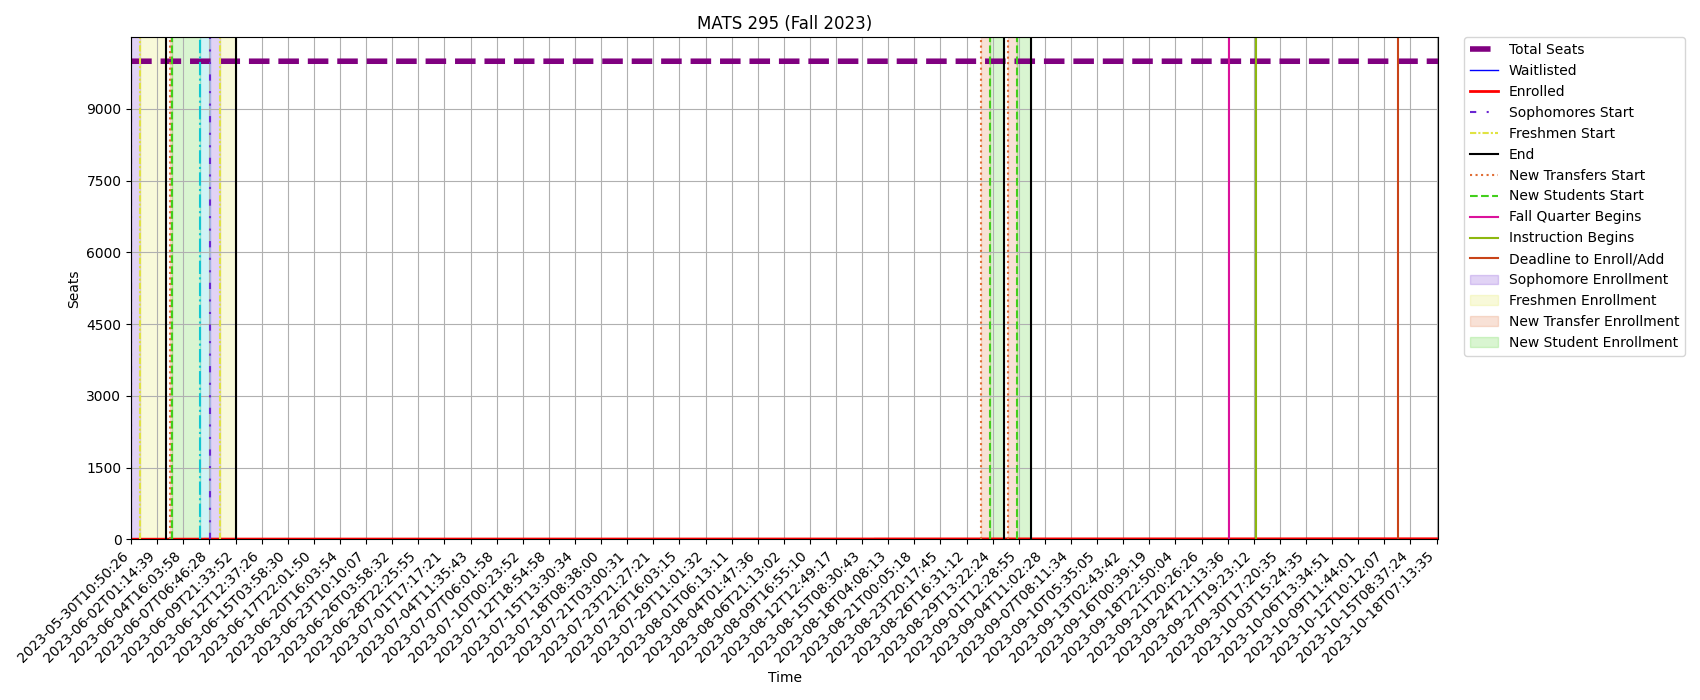 MATS 295 (Fall 2023)
Total Seats
Waitlisted
Enrolled
Sophomores Start
Freshmen Start
End
New Transfers Start
New Students Start
Fall Quarter Begins
Instruction Begins
Deadline to Enroll/Add
Sophomore Enrollment
Freshmen Enrollment
New Transfer Enrollment
New Student Enrollment
Seats
9000
7500
6000
4500
3000
1500
0
2023-05-30T10:50:26
2023-06-02T01:14:39
2023-06-04T16:03:58
2023-06-07T06:46:28
2023-06-09T21:33:52
2023-06-12T12:37:26
2023-06-15T03:58:30
2023-06-17T22:01:50
2023-06-20T16:03:54
2023-06-23T10:10:07
2023-06-26T03:58:32
2023-06-28T22:25:55
2023-07-01T17:17:21
2023-07-04T11:35:43
2023-07-07T06:01:58
2023-07-10T00:23:52
2023-07-12T18:54:58
2023-07-15T13:30:34
2023-07-18T08:38:00
2023-07-21T03:00:31
2023-07-23T21:27:21
2023-07-26T16:03:15
2023-07-29T11:01:32
2023-08-01T06:13:11
2023-08-04T01:47:36
2023-08-06T21:13:02
2023-08-09T16:55:10
2023-08-12T12:49:17
2023-08-15T08:30:43
2023-08-18T04:08:13
2023-08-21T00:05:18
2023-08-23T20:17:45
2023-08-26T16:31:12
2023-08-29T13:22:24
2023-09-01T12:28:55
2023-09-04T11:02:28
2023-09-07T08:11:34
2023-09-10T05:35:05
2023-09-13T02:43:42
2023-09-16T00:39:19
2023-09-18T22:50:04
2023-09-21T20:26:26
2023-09-24T21:13:36
2023-09-27T19:23:12
2023-09-30T17:20:35
2023-10-03T15:24:35
2023-10-06T13:34:51
2023-10-09T11:44:01
2023-10-12T10:12:07
2023-10-15T08:37:24
2023-10-18T07:13:35
Time